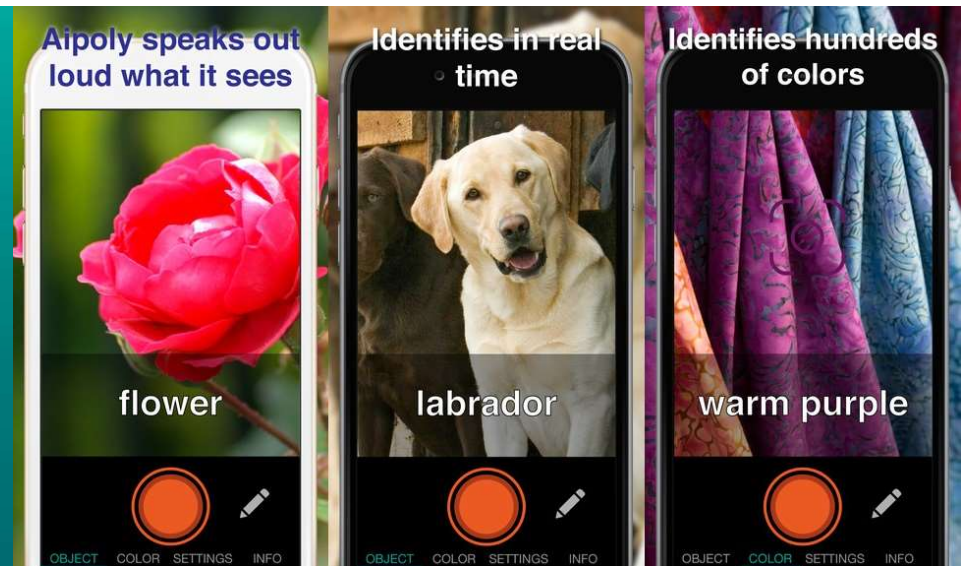 Aipoly speaks out
loud what it sees
flower
OBJECT COLOR SETTINGS INFO
Identifies in real
time
labrador
OBJECT COLOR SETTINGS INFO
Identifies hundreds
of colors
warm purple
OBJECT COLOR SETTINGS INFO